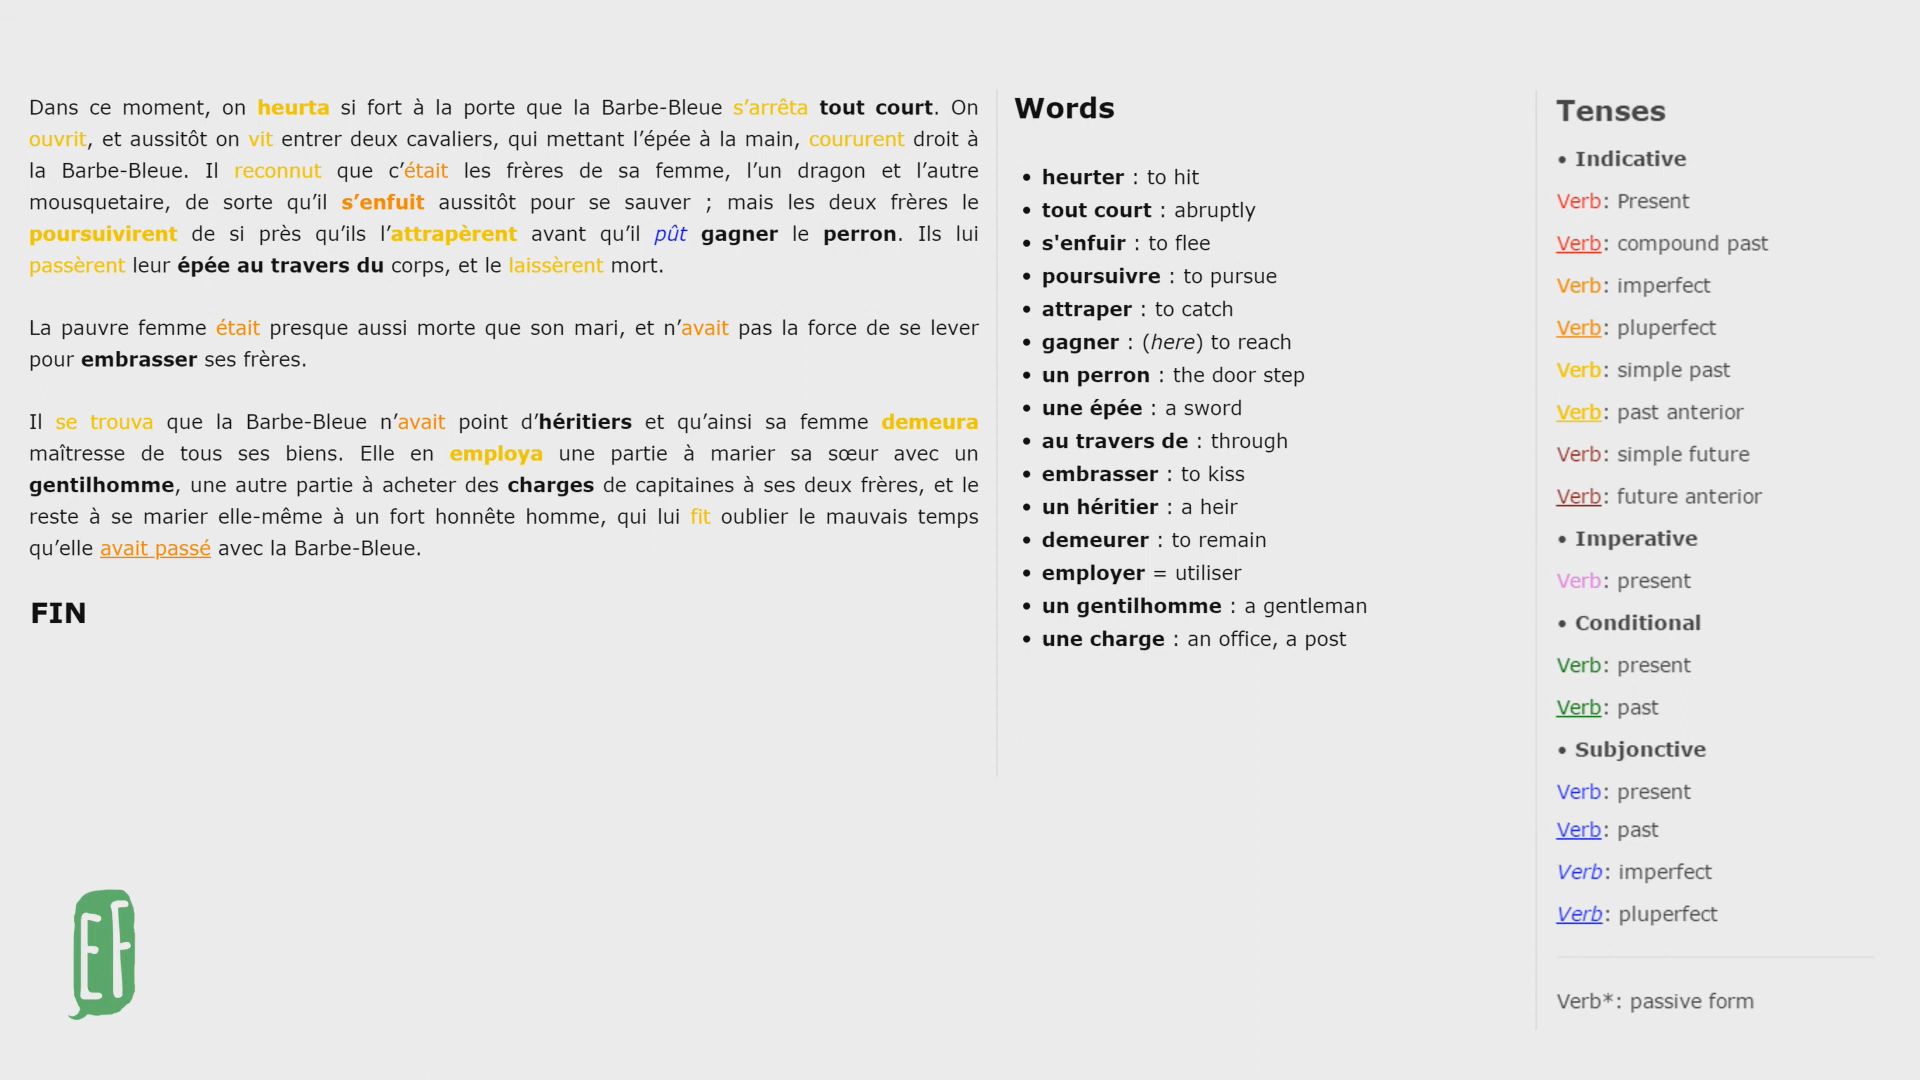 Dans ce moment, on heurta si fort à la porte que la Barbe-Bleue s’arrêta tout court. On
ouvrit, et aussitôt on vit entrer deux cavaliers, qui mettant l’épée à la main, coururent droit à
la Barbe-Bleue. Il reconnut que c’était les frères de sa femme, l’un dragon et l’autre
mousquetaire, de sorte qu’il s’enfuit aussitôt pour se sauver ; mais les deux frères le
poursuivirent de si près qu’ils l’attrapèrent avant qu’il pût gagner le perron. Ils lui
passèrent leur épée au travers du corps, et le laissèrent mort.
La pauvre femme était presque aussi morte que son mari, et n’avait pas la force de se lever
pour embrasser ses frères.
Il se trouva que la Barbe-Bleue n’avait point d’héritiers et qu’ainsi sa femme demeura
maîtresse de tous ses biens. Elle en employa une partie à marier sa sœur avec un
gentilhomme, une autre partie à acheter des charges de capitaines à ses deux frères, et le
reste à se marier elle-même à un fort honnête homme, qui lui fit oublier le mauvais temps
qu’elle avait passé avec la Barbe-Bleue.
FIN
EF
Words
• heurter : to hit
• tout court : abruptly
• s'enfuir : to flee
• poursuivre : to pursue
• attraper : to catch
• gagner : (here) to reach
• un perron : the door step
• une épée : a sword
• au travers de : through
• embrasser : to kiss
• un héritier : a heir
• demeurer : to remain
• employer = utiliser
• un gentilhomme : a gentleman
• une charge : an office, a post
Tenses
• Indicative
Verb: Present
Verb: compound past
Verb: imperfect
Verb: pluperfect
Verb: simple past
Verb: past anterior
Verb: simple future
Verb: future anterior
• Imperative
Verb: present
• Conditional
Verb: present
Verb: past
• Subjonctive
Verb: present
Verb: past
Verb: imperfect
Verb: pluperfect
Verb*: passive form